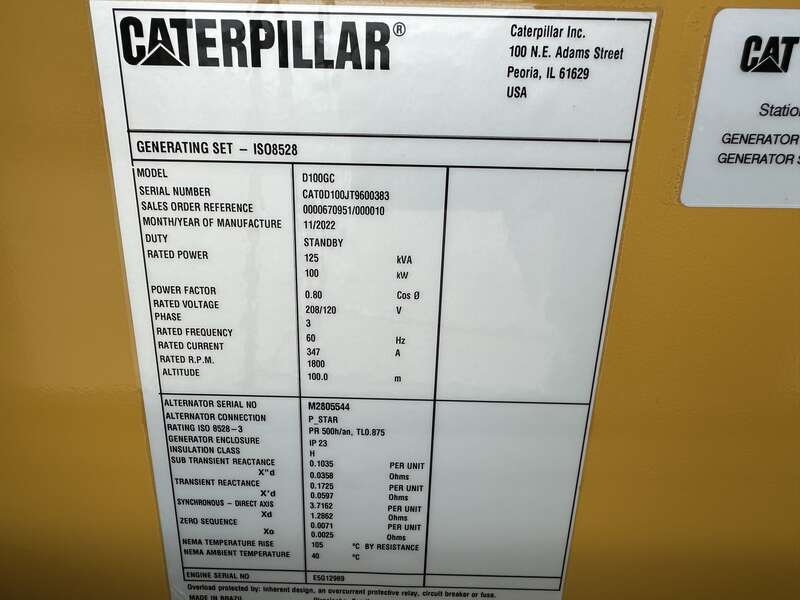 CATERPILLAR®
Caterpillar Inc.
100 N.E. Adams Street
Peoria, IL 61629
USA
GENERATING SET – ISO8528
MODEL D100GC
SERIAL NUMBER CAT0D100JT9600383
SALES ORDER REFERENCE 0000670951/000010
MONTH/YEAR OF MANUFACTURE 11/2022
DUTY STANDBY
RATED POWER 125 kVA
100 kW
POWER FACTOR 0.80 Cos Ø
RATED VOLTAGE 208/120 V
PHASE 3
RATED FREQUENCY 60 Hz
RATED CURRENT 347 A
RATED R.P.M. 1800
ALTITUDE 100.0 m
ALTERNATOR SERIAL NO M2805544
ALTERNATOR CONNECTION P_STAR
RATING ISO 8528–3 PR 500h/an, TL0.875
GENERATOR ENCLOSURE IP 23
INSULATION CLASS H
SUB TRANSIENT REACTANCE 0.1035 PER UNIT
X"d 0.0358 Ohms
TRANSIENT REACTANCE 0.1725 PER UNIT
X'd 0.0597 Ohms
SYNCHRONOUS – DIRECT AXIS 3.7162 PER UNIT
Xd 1.2862 Ohms
ZERO SEQUENCE 0.0071 PER UNIT
Xo 0.0025 Ohms
NEMA TEMPERATURE RISE 105 °C BY RESISTANCE
NEMA AMBIENT TEMPERATURE 40 °C
ENGINE SERIAL NO E5G12989
Overload protected by: inherent design, an overcurrent protective relay, circuit breaker or fuse.
MADE IN BRAZIL
CAT
GENERATOR
GENERATOR